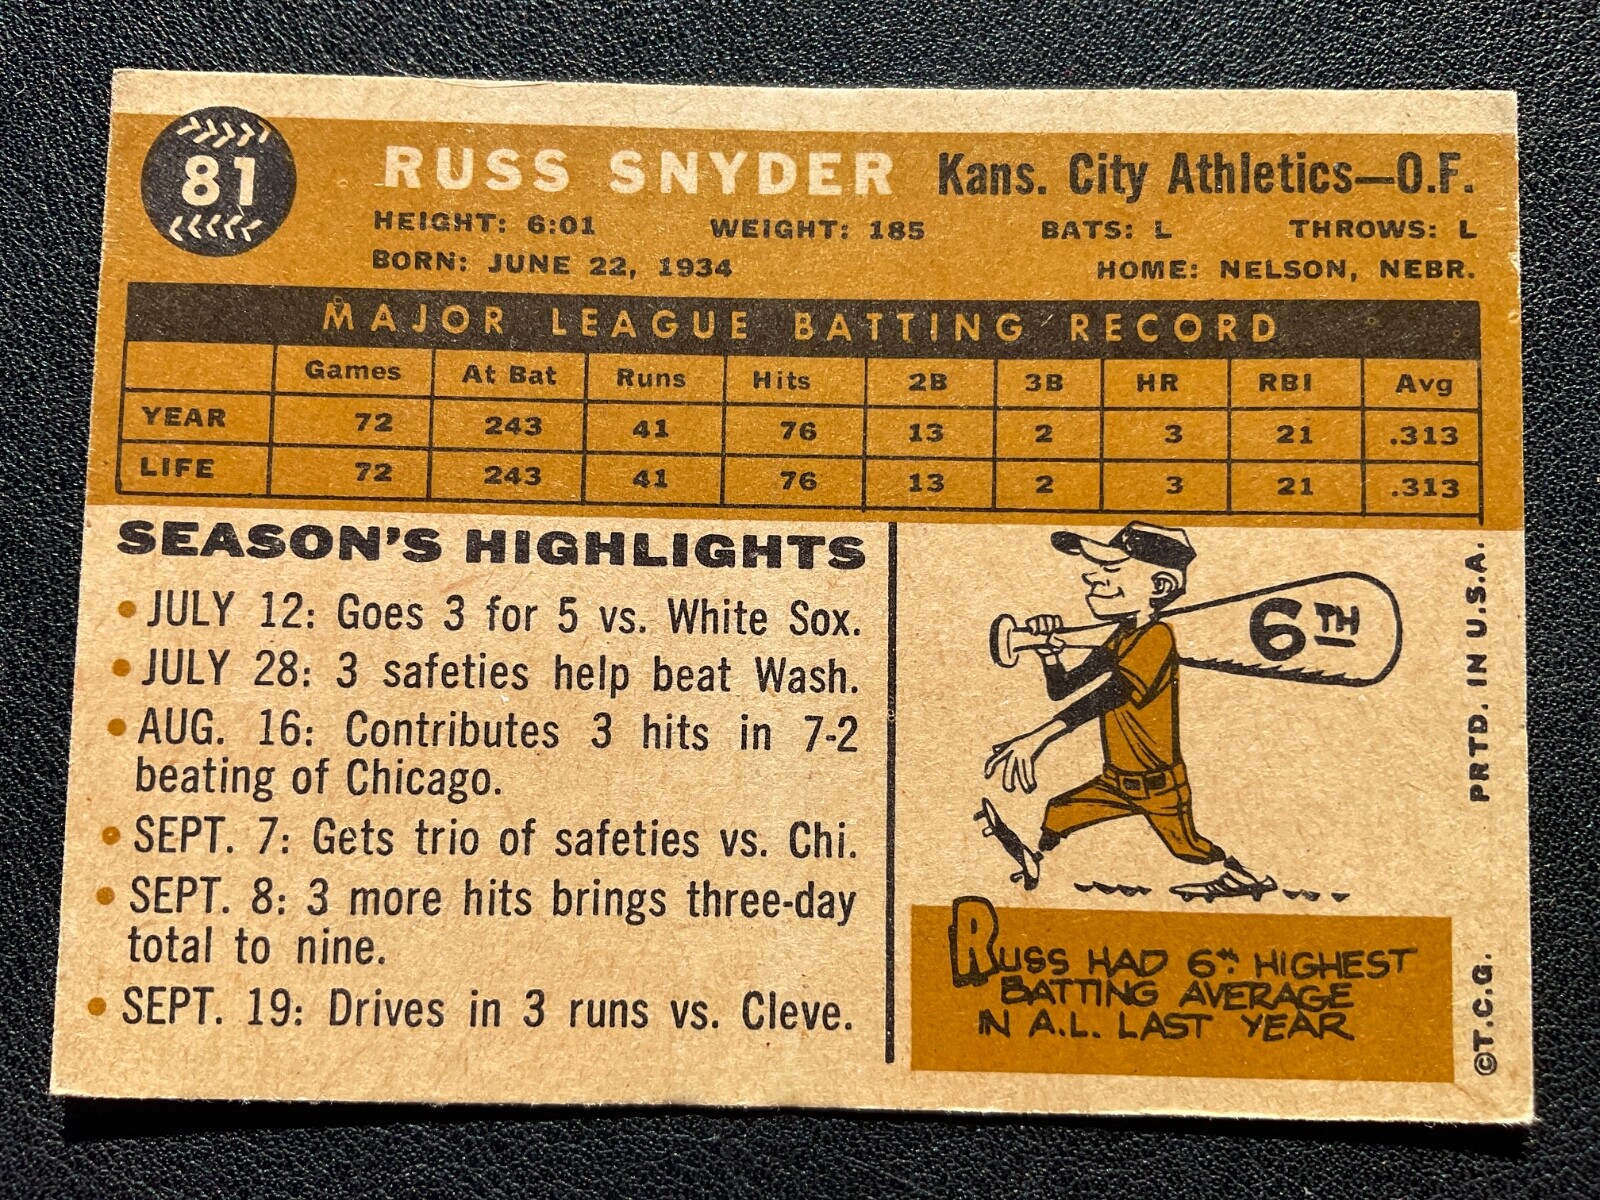 81
RUSS SNYDER Kans. City Athletics—O.F.
HEIGHT: 6:01 WEIGHT: 185 BATS: L THROWS: L
BORN: JUNE 22, 1934 HOME: NELSON, NEBR.
MAJOR LEAGUE BATTING RECORD
Games At Bat Runs Hits 2B 3B HR RBI Avg
YEAR 72 243 41 76 13 2 3 21 .313
LIFE 72 243 41 76 13 2 3 21 .313
SEASON'S HIGHLIGHTS
• JULY 12: Goes 3 for 5 vs. White Sox.
• JULY 28: 3 safeties help beat Wash.
• AUG. 16: Contributes 3 hits in 7-2
beating of Chicago.
• SEPT. 7: Gets trio of safeties vs. Chi.
• SEPT. 8: 3 more hits brings three-day
total to nine.
• SEPT. 19: Drives in 3 runs vs. Cleve.
6TH
RUSS HAD 6TH HIGHEST
BATTING AVERAGE
IN A.L. LAST YEAR
©T.C.G. PRTD. IN U.S.A.